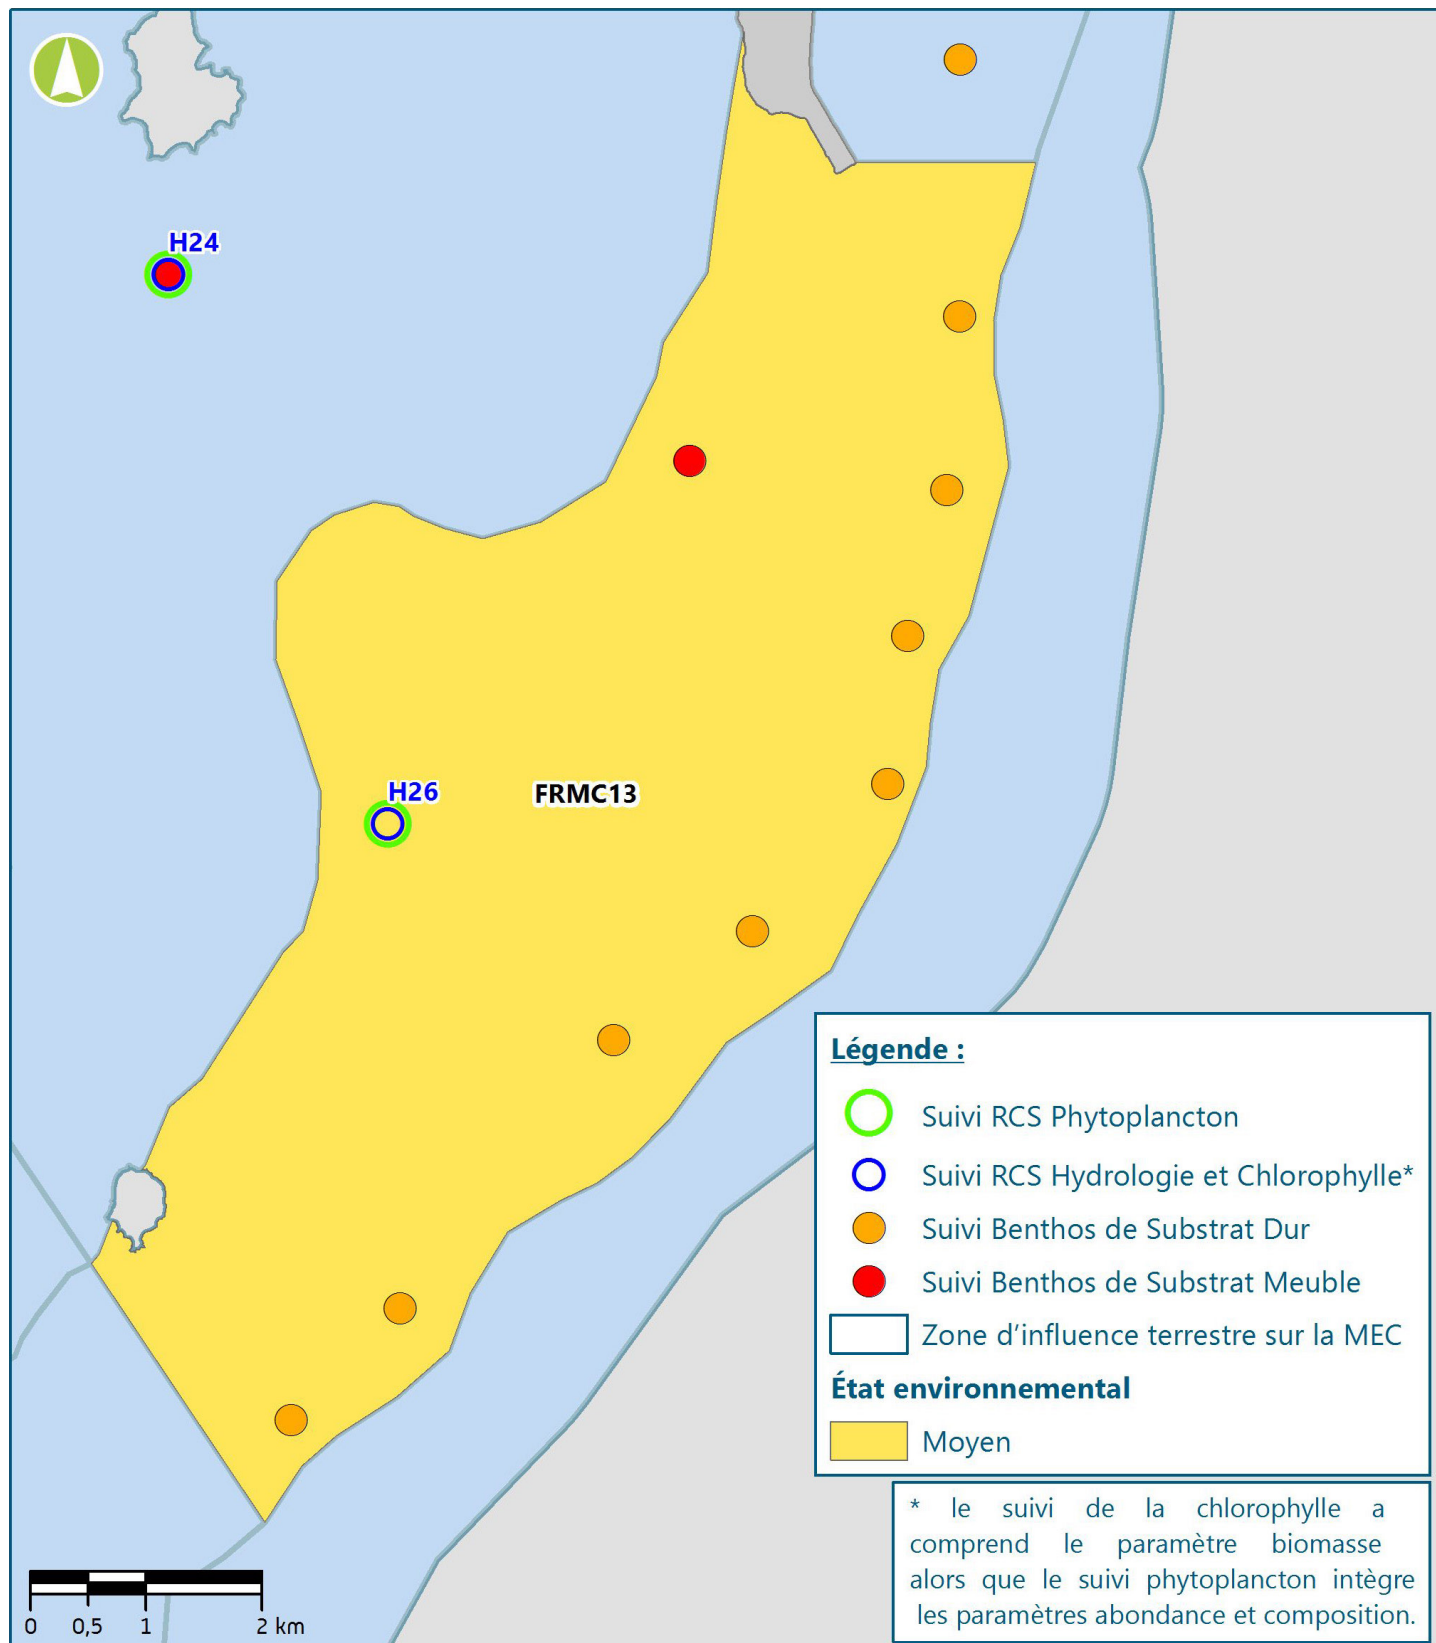 H24
H26
FRMC13
Légende :
Suivi RCS Phytoplancton
Suivi RCS Hydrologie et Chlorophylle*
Suivi Benthos de Substrat Dur
Suivi Benthos de Substrat Meuble
Zone d’influence terrestre sur la MEC
État environnemental
Moyen
* le suivi de la chlorophylle a
comprend le paramètre biomasse
alors que le suivi phytoplancton intègre
les paramètres abondance et composition.
0 0,5 1 2 km